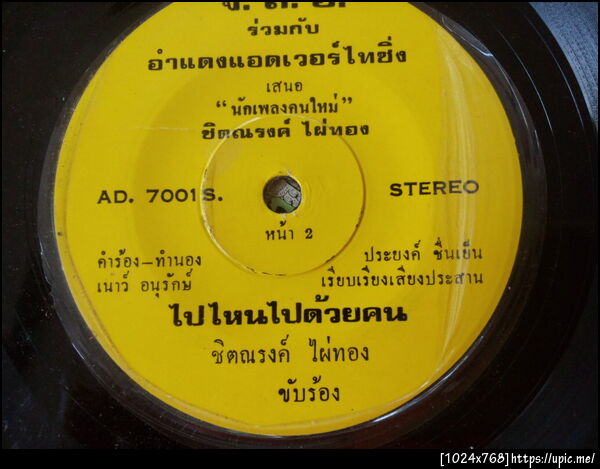 ร่วมกับ
อำแดงแอดเวอร์ไทซิ่ง
เสนอ
“นักเพลงคนใหม่”
ชิตณรงค์ ไผ่ทอง
AD. 7001S. STEREO
หน้า 2
คำร้อง–ทำนอง ประยงค์ ชื่นเย็น
เนาว์ อนุรักษ์ เรียบเรียงเสียงประสาน
ไปไหนไปด้วยคน
ชิตณรงค์ ไผ่ทอง
ขับร้อง
[1024x768]https://upic.me/